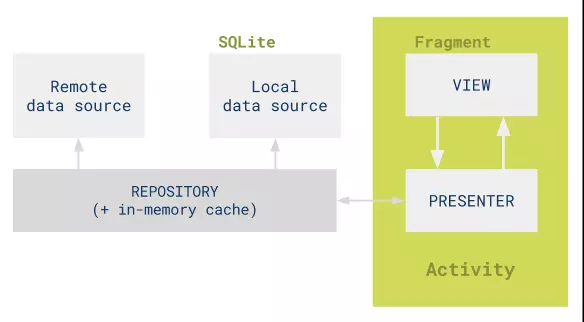 SQLite
Fragment
Remote
data source
Local
data source
VIEW
REPOSITORY
(+ in-memory cache)
PRESENTER
Activity